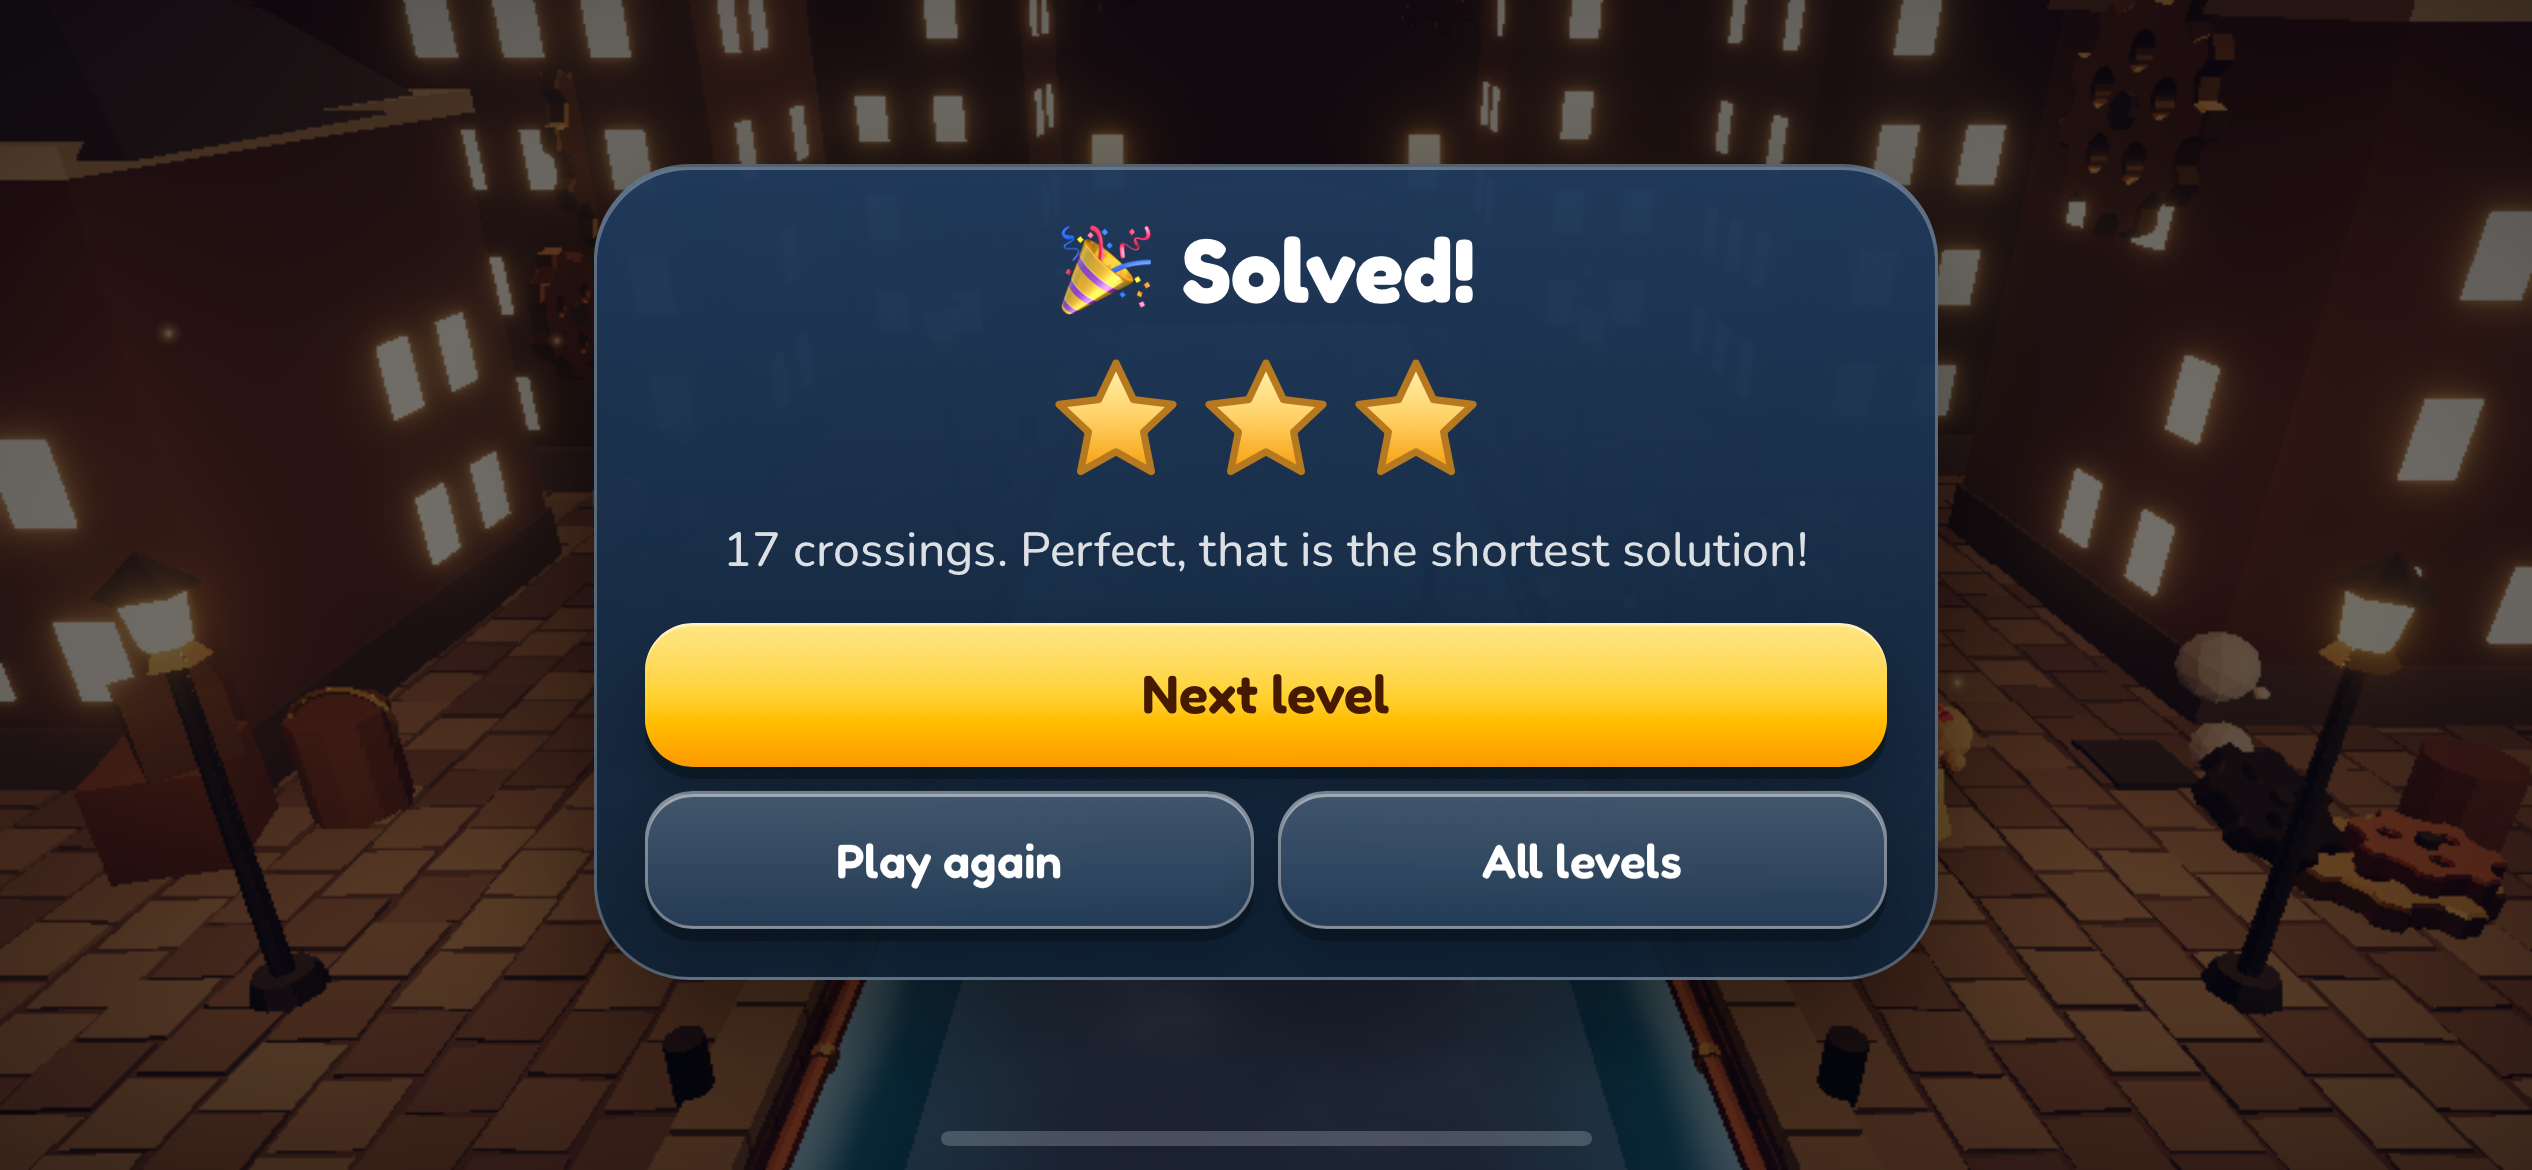 🎉 Solved!
17 crossings. Perfect, that is the shortest solution!
Next level
Play again
All levels